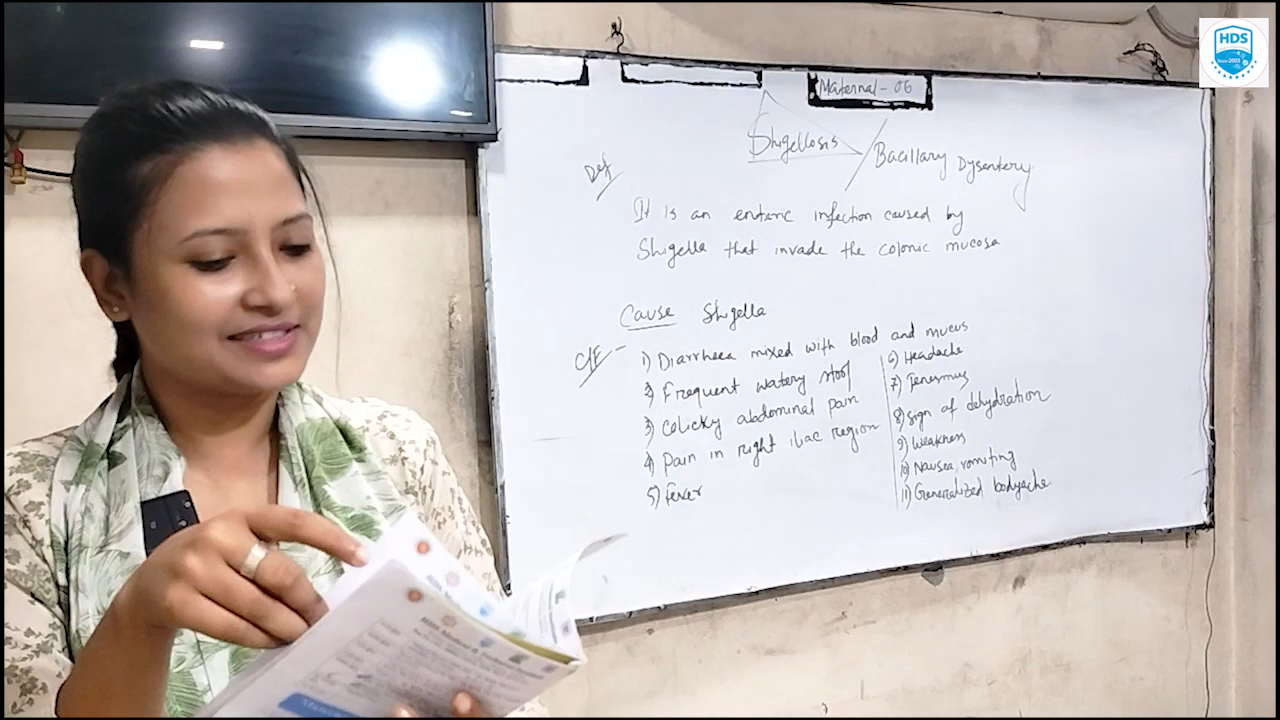 HDS
Since 2003
Maternal - 06
Shigellosis / Bacillary Dysentery
Def
It is an enteric infection caused by
Shigella that invade the colonic mucosa
Cause Shigella
C/F -
1) Diarrheea mixed with blood and mucus
2) Frequent watery stool
3) Colicky abdominal pain
4) Pain in right iliac region
5) Fever
6) Headache
7) Tenesmus
8) Sign of dehydration
9) Weakness
10) Nausea, vomiting
11) Generalized bodyache